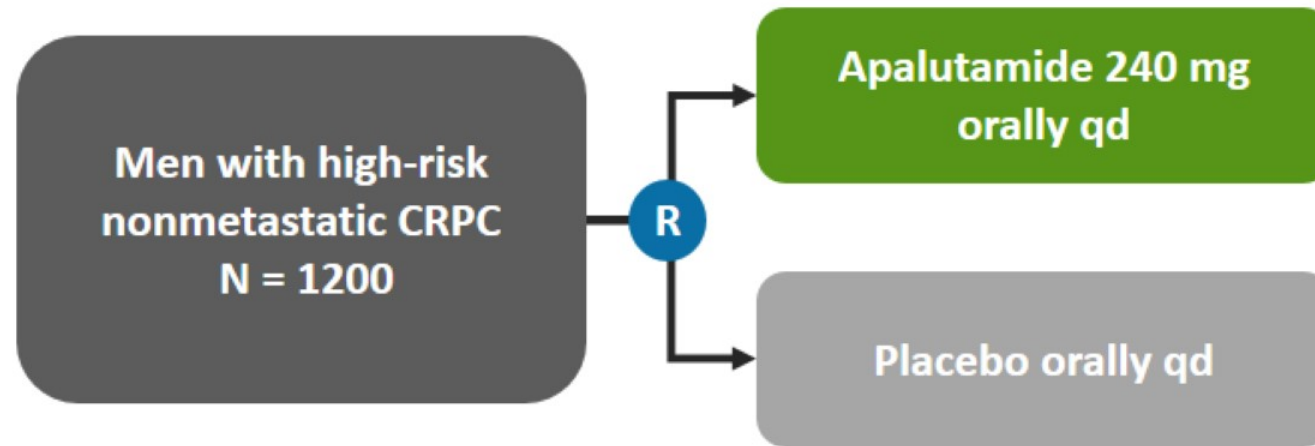 Men with high-risk
nonmetastatic CRPC
N = 1200
R
Apalutamide 240 mg
orally qd
Placebo orally qd